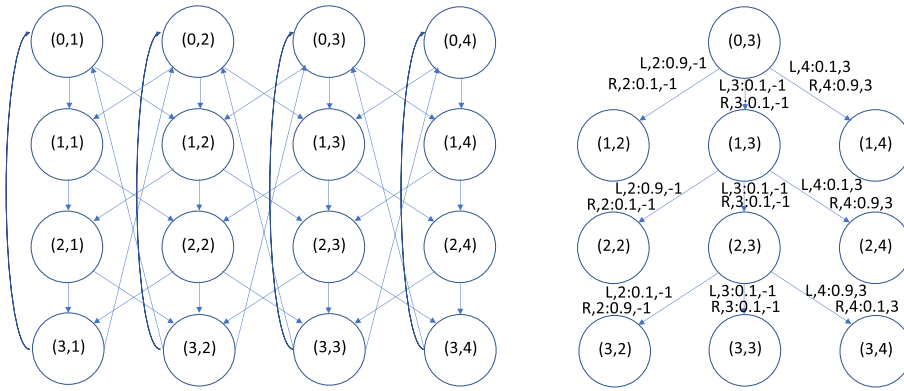 (0,1) (0,2) (0,3) (0,4)
(1,1) (1,2) (1,3) (1,4)
(2,1) (2,2) (2,3) (2,4)
(3,1) (3,2) (3,3) (3,4)
(0,3)
L,2:0.9,-1 L,4:0.1,3
R,2:0.1,-1 L,3:0.1,-1 R,4:0.9,3
R,3:0.1,-1
(1,2) (1,3) (1,4)
L,2:0.9,-1 L,3:0.1,-1 L,4:0.1,3
R,2:0.1,-1 R,3:0.1,-1 R,4:0.9,3
(2,2) (2,3) (2,4)
L,2:0.1,-1 L,3:0.1,-1 L,4:0.9,3
R,2:0.9,-1 R,3:0.1,-1 R,4:0.1,3
(3,2) (3,3) (3,4)